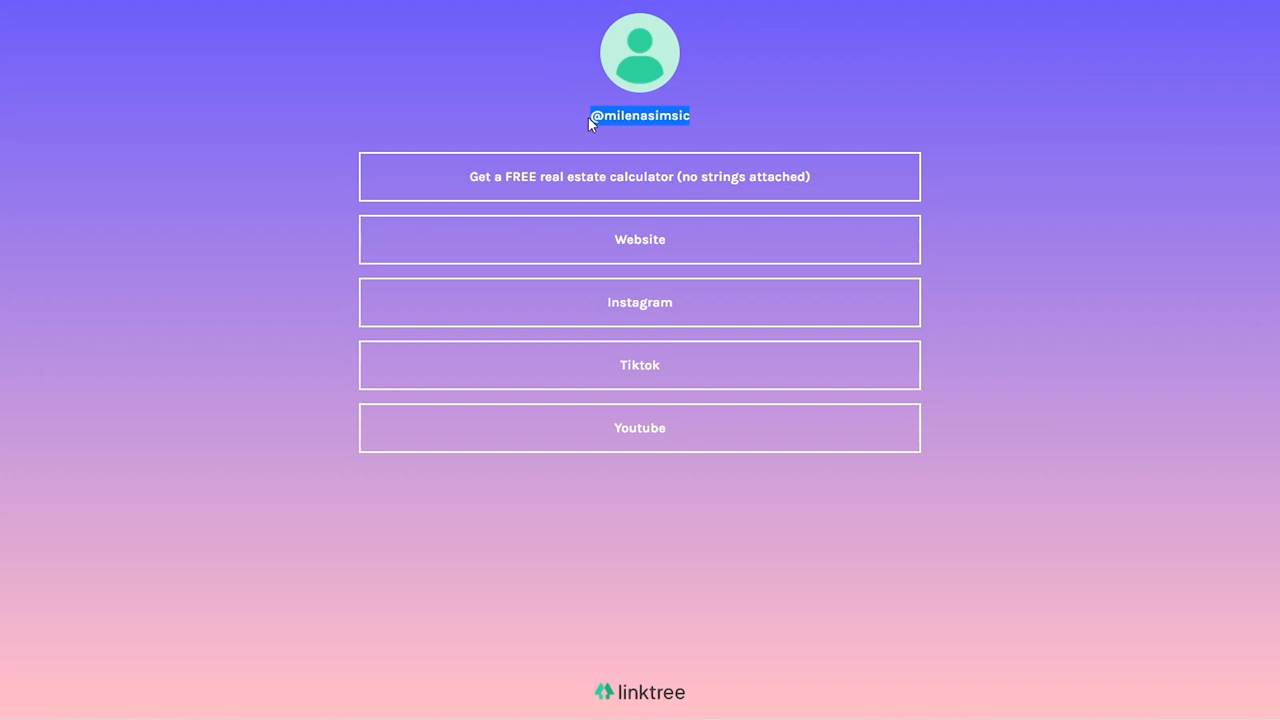 @milenasimsic
Get a FREE real estate calculator (no strings attached)
Website
Instagram
Tiktok
Youtube
linktree